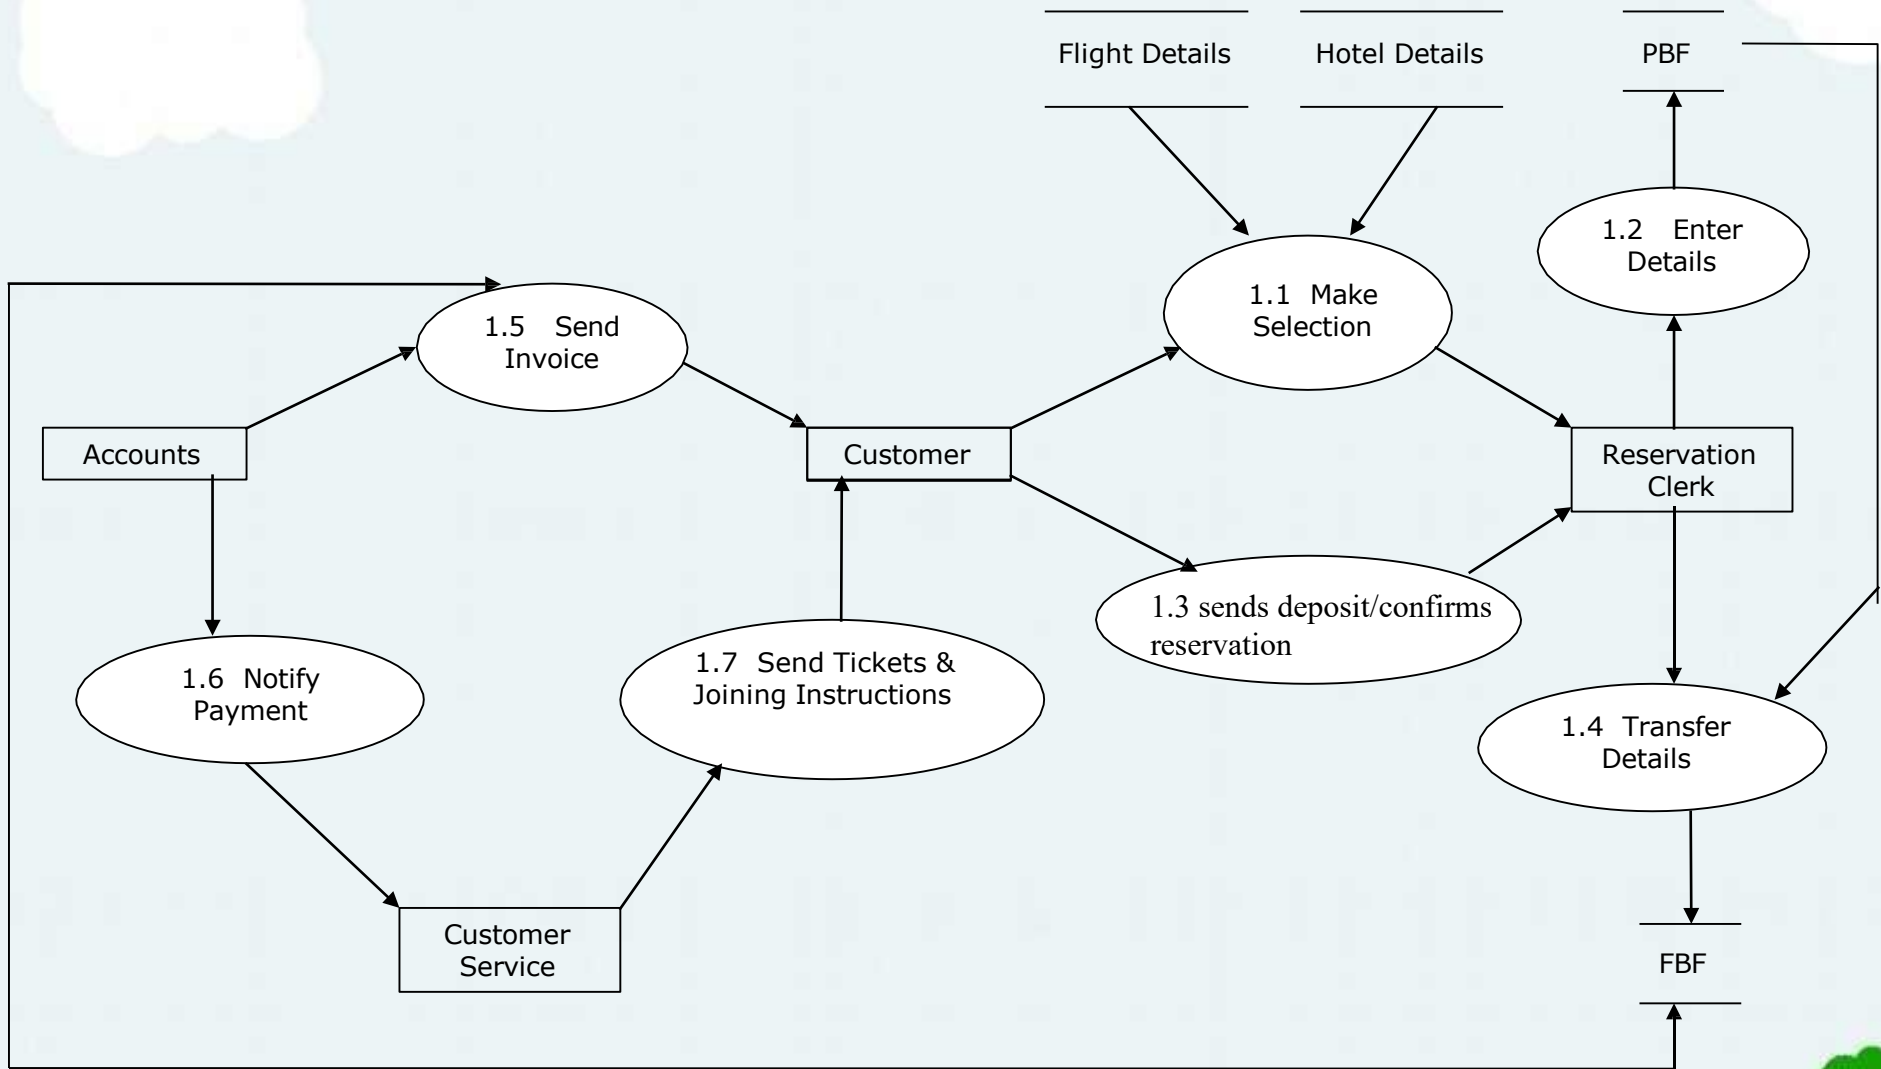 Flight Details
Hotel Details
PBF
1.2 Enter
Details
1.1 Make
Selection
1.5 Send
Invoice
Accounts
Customer
Reservation
Clerk
1.3 sends deposit/confirms
reservation
1.6 Notify
Payment
1.7 Send Tickets &
Joining Instructions
1.4 Transfer
Details
Customer
Service
FBF